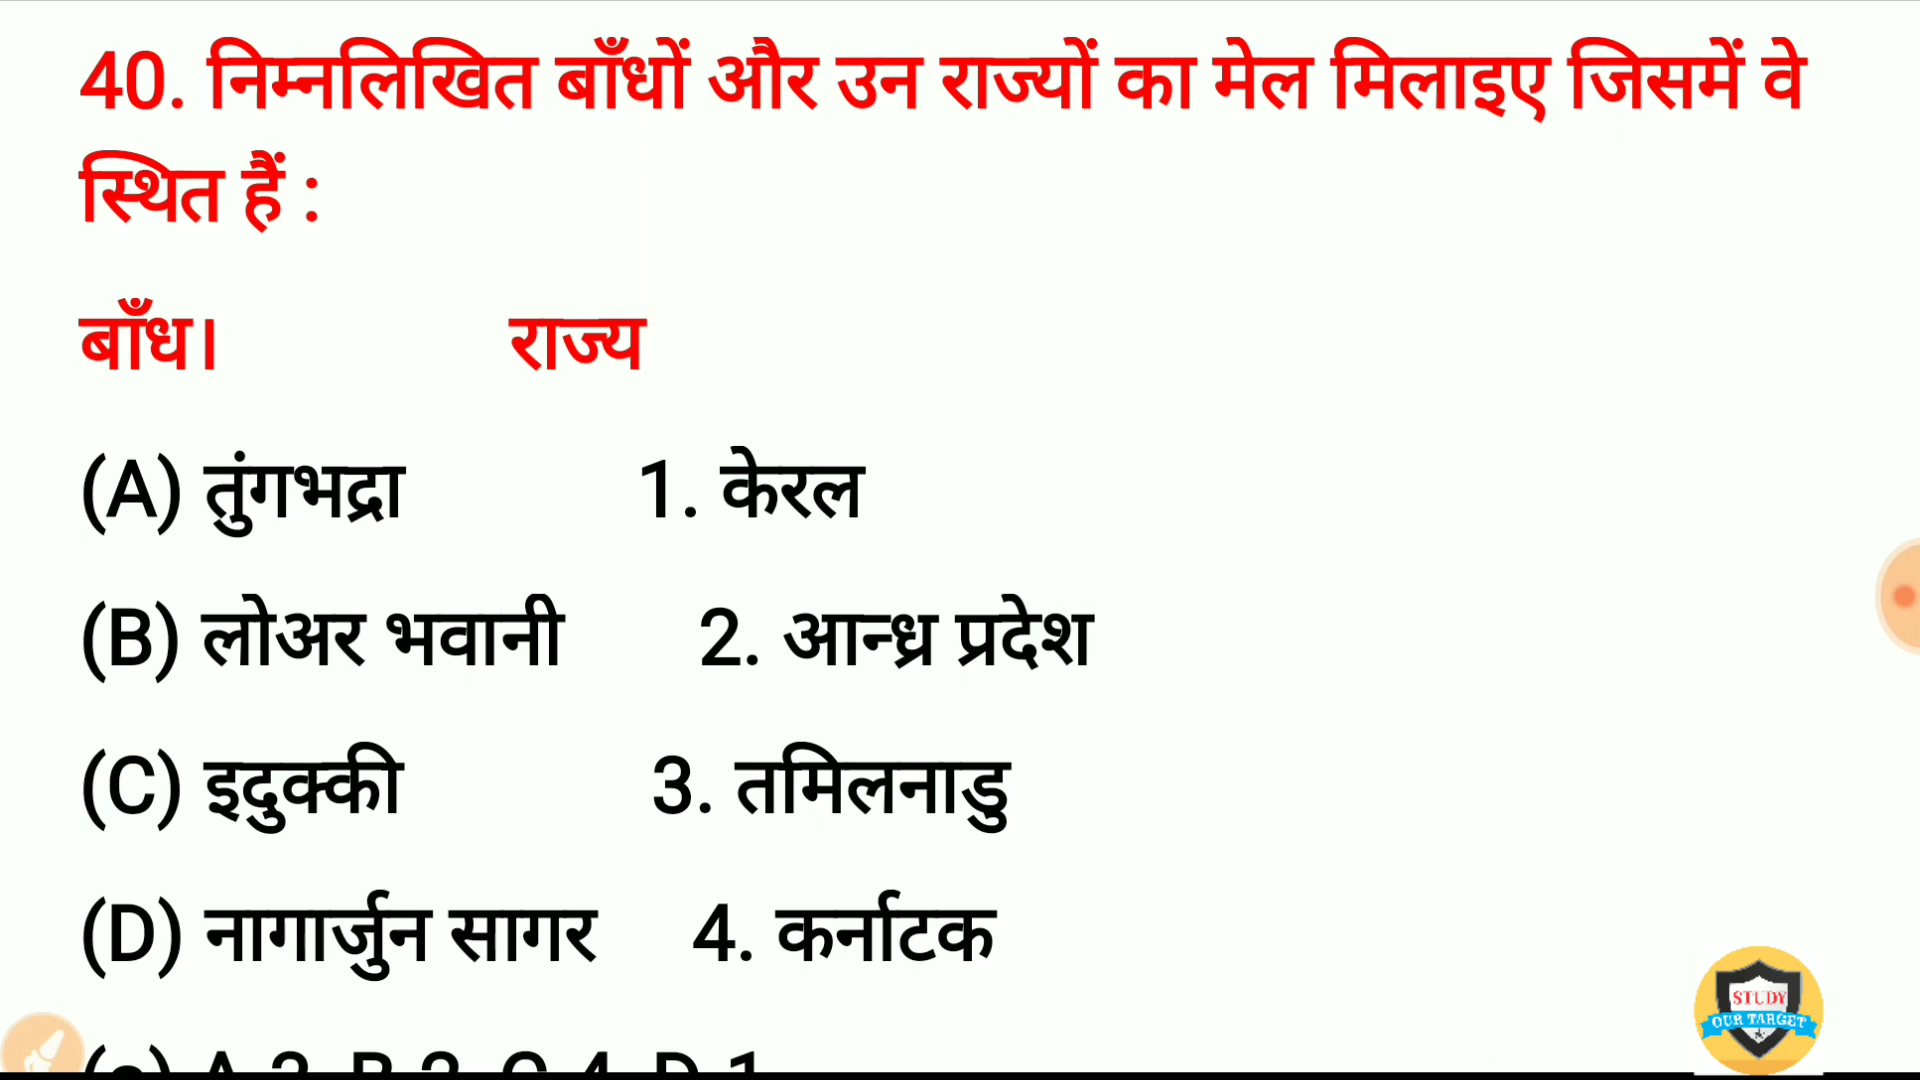 40. निम्नलिखित बाँधों और उन राज्यों का मेल मिलाइए जिसमें वे
स्थित हैं :
बाँध। राज्य
(A) तुंगभद्रा 1. केरल
(B) लोअर भवानी 2. आन्ध्र प्रदेश
(C) इदुक्की 3. तमिलनाडु
(D) नागार्जुन सागर 4. कर्नाटक
STUDY
OUR TARGET